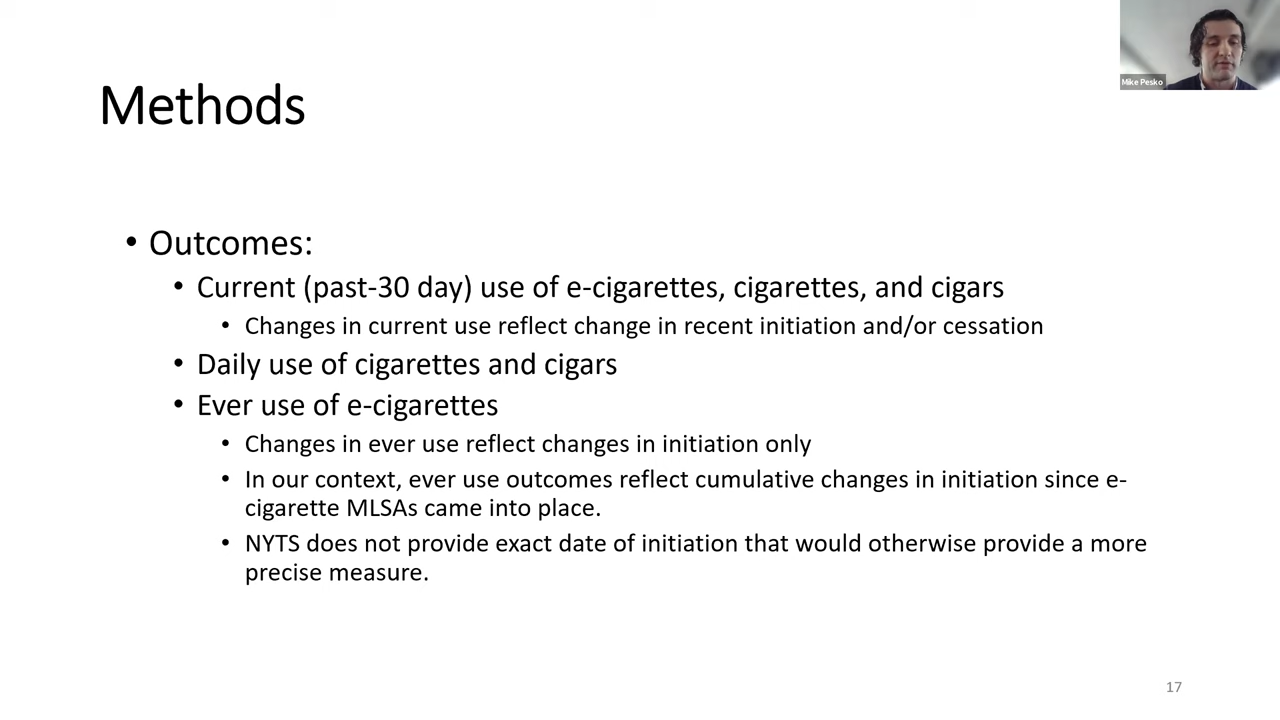 Mike Pesko
Methods
• Outcomes:
• Current (past-30 day) use of e-cigarettes, cigarettes, and cigars
• Changes in current use reflect change in recent initiation and/or cessation
• Daily use of cigarettes and cigars
• Ever use of e-cigarettes
• Changes in ever use reflect changes in initiation only
• In our context, ever use outcomes reflect cumulative changes in initiation since e-
cigarette MLSAs came into place.
• NYTS does not provide exact date of initiation that would otherwise provide a more
precise measure.
17